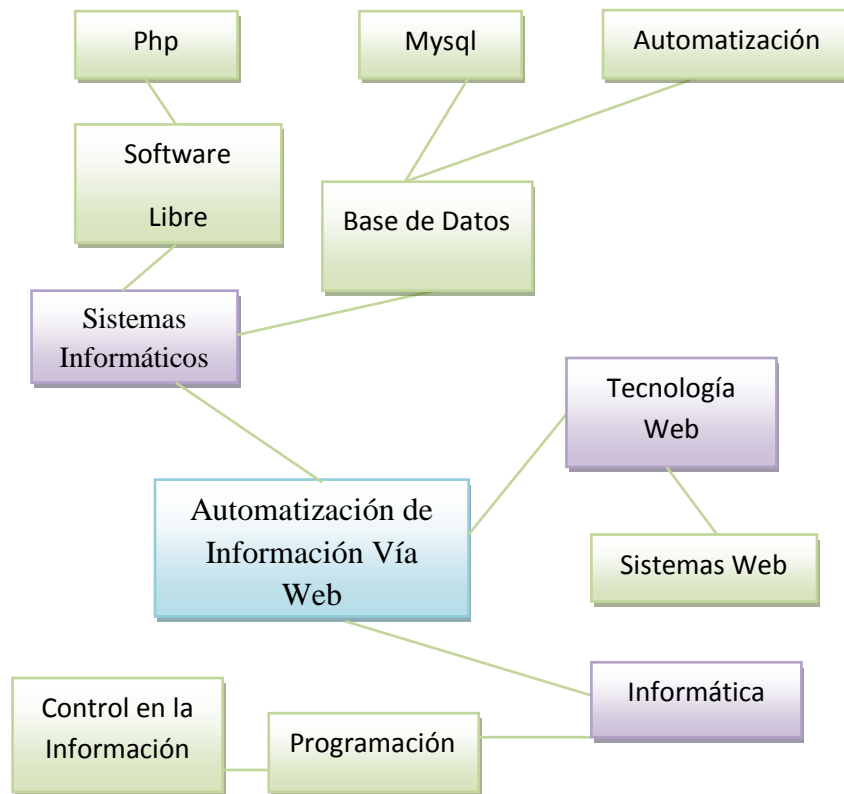 Php
Mysql
Automatización
Software
Libre
Base de Datos
Sistemas
Informáticos
Tecnología
Web
Automatización de
Información Vía
Web
Sistemas Web
Informática
Control en la
Información
Programación